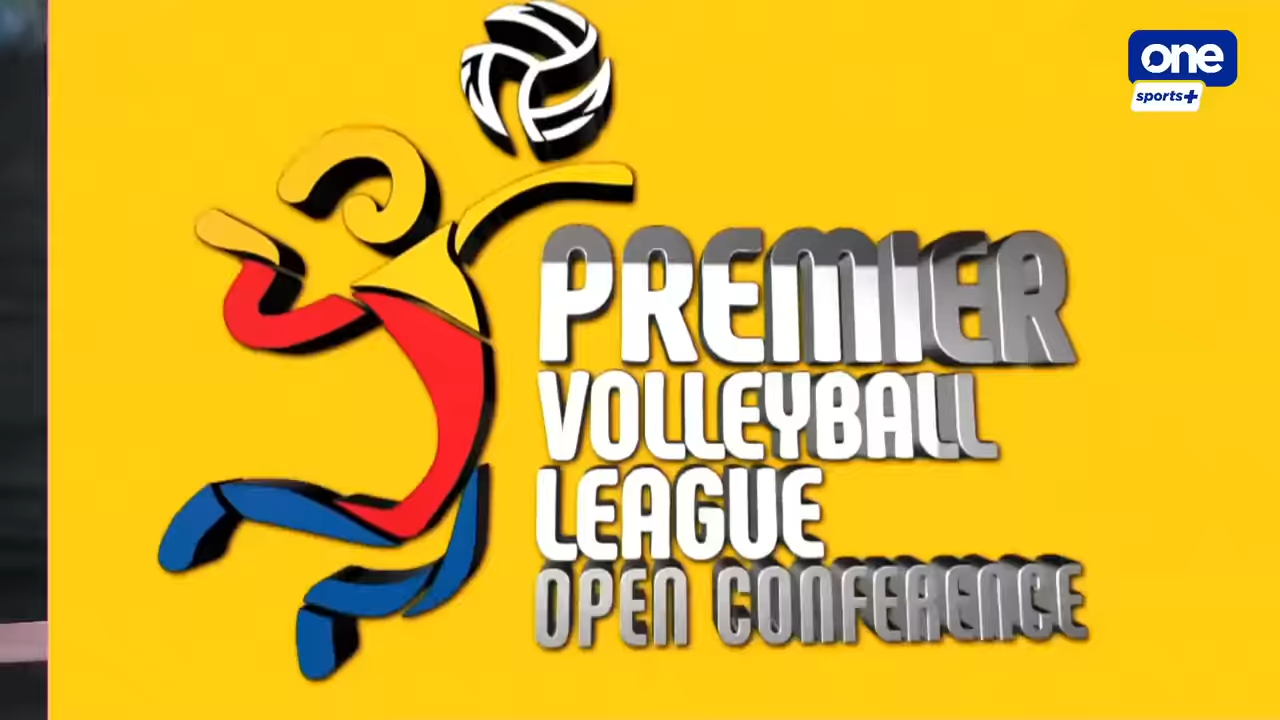 one
sports+
PREMIER
VOLLEYBALL
LEAGUE
OPEN CONFERENCE